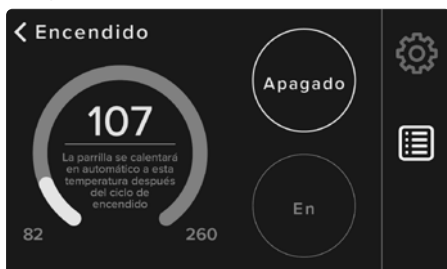 Encendido
107
La parrilla se calentará
en automático a esta
temperatura después
del ciclo de
encendido
82
260
Apagado
En